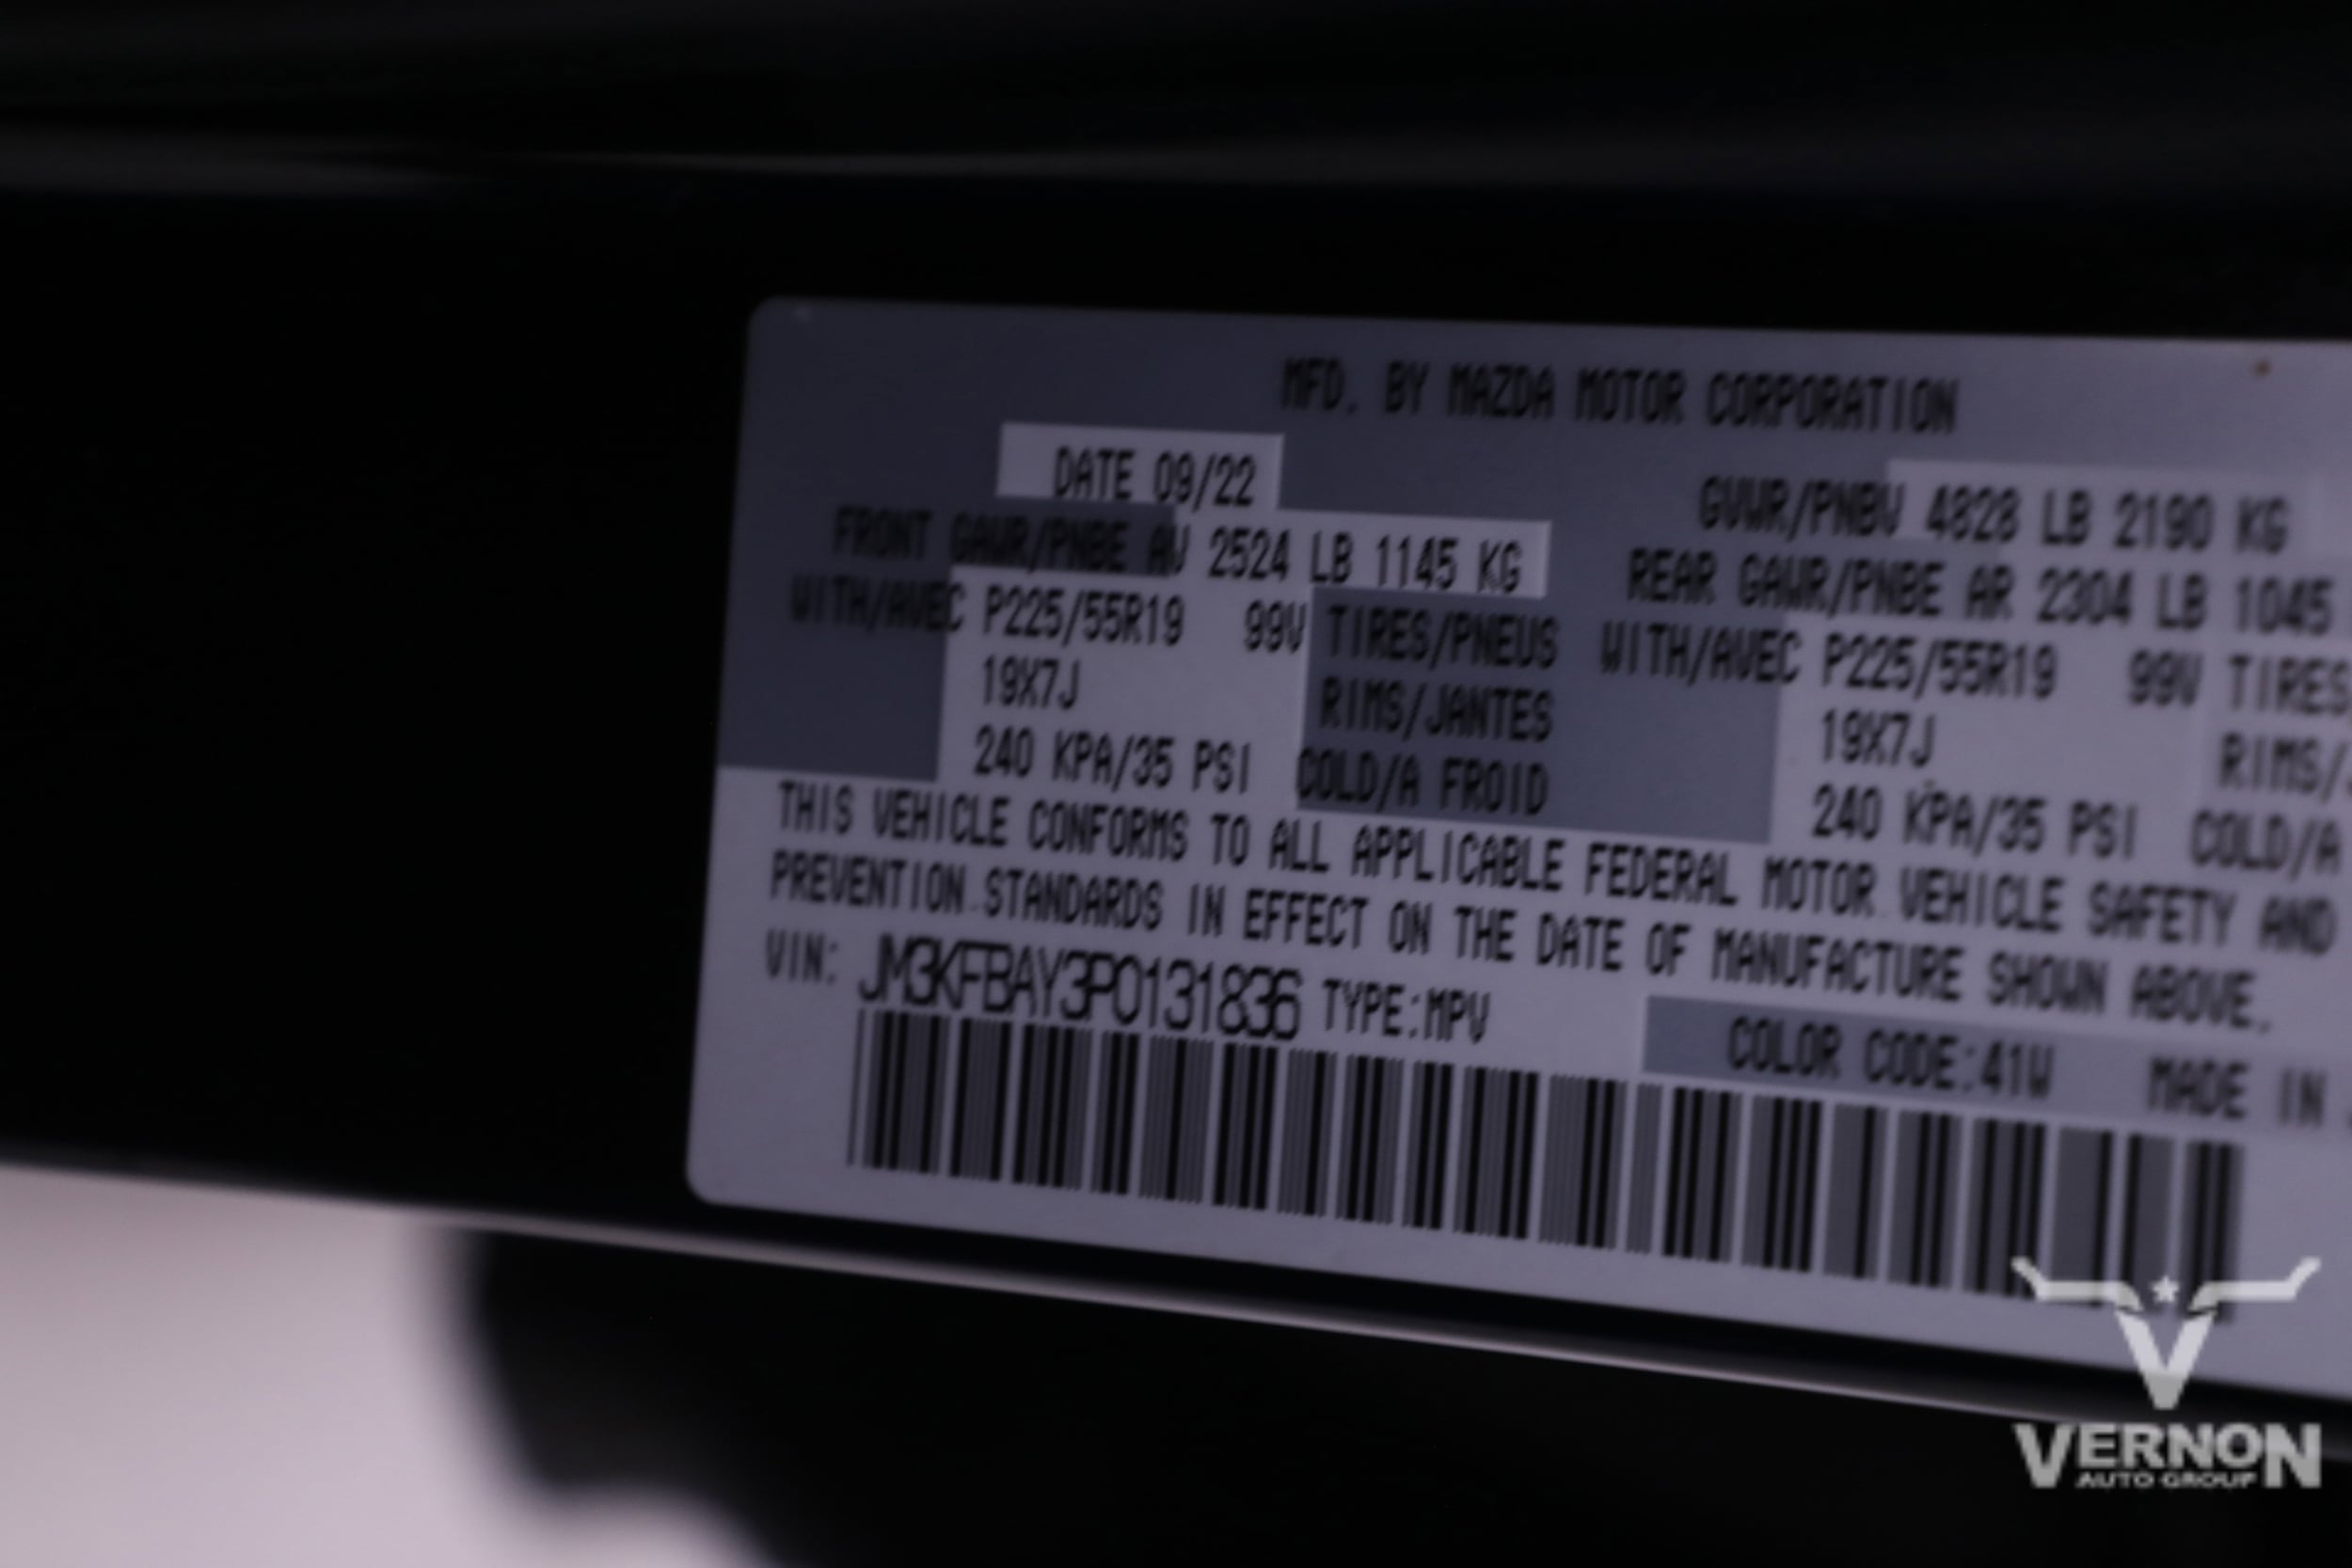 MFD. BY MAZDA MOTOR CORPORATION
DATE 09/22 GVWR/PNBV 4828 LB 2190 KG
FRONT GAWR/PNBE AV 2524 LB 1145 KG REAR GAWR/PNBE AR 2304 LB 1045
WITH/AVEC P225/55R19 99V TIRES/PNEUS WITH/AVEC P225/55R19 99V TIRES
19X7J RIMS/JANTES 19X7J RIMS/
240 KPA/35 PSI COLD/A FROID 240 KPA/35 PSI COLD/A
THIS VEHICLE CONFORMS TO ALL APPLICABLE FEDERAL MOTOR VEHICLE SAFETY AND
PREVENTION STANDARDS IN EFFECT ON THE DATE OF MANUFACTURE SHOWN ABOVE.
VIN: JM3KFBAY3P0131836 TYPE:MPV COLOR CODE:41W MADE IN
VERNON
AUTO GROUP